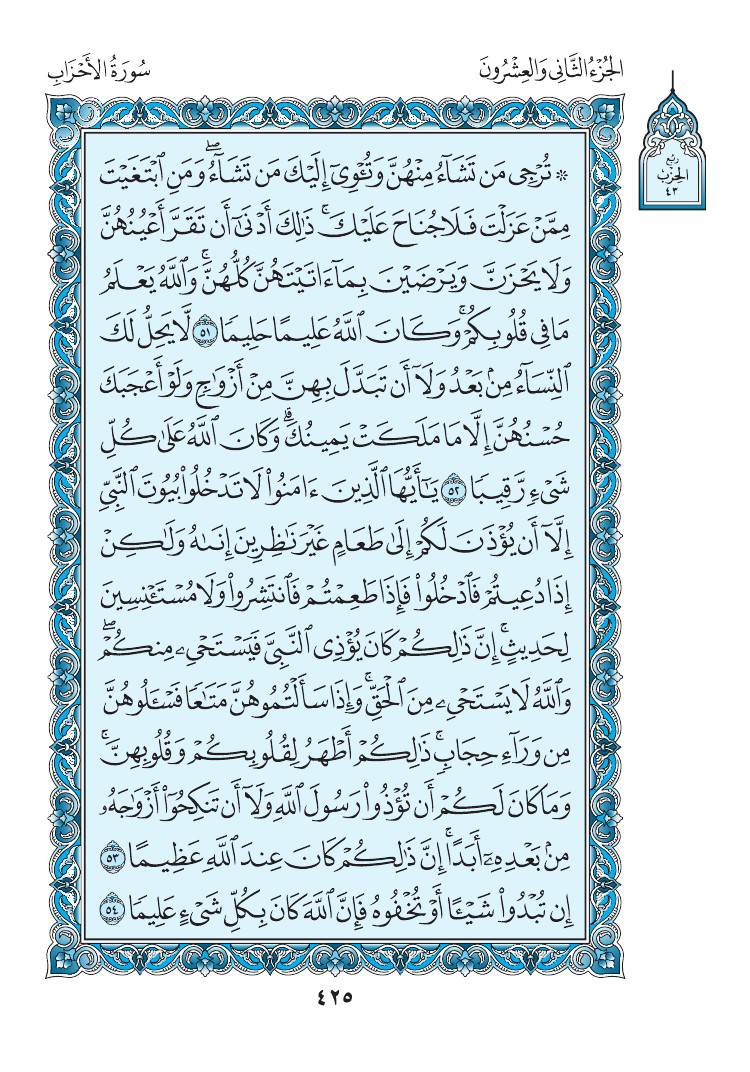 الجُزْءُ الثَّانِي وَالعِشْرُونَ
سُورَةُ الأَحْزَابِ
ربع
الحزب
٤٣
۞ تُرْجِي مَن تَشَآءُ مِنْهُنَّ وَتُـْٔوِيٓ إِلَيْكَ مَن تَشَآءُۖ وَمَنِ ٱبْتَغَيْتَ
مِمَّنْ عَزَلْتَ فَلَا جُنَاحَ عَلَيْكَۚ ذَٰلِكَ أَدْنَىٰٓ أَن تَقَرَّ أَعْيُنُهُنَّ
وَلَا يَحْزَنَّ وَيَرْضَيْنَ بِمَآ ءَاتَيْتَهُنَّ كُلُّهُنَّۚ وَٱللَّهُ يَعْلَمُ
مَا فِي قُلُوبِكُمْۚ وَكَانَ ٱللَّهُ عَلِيمًا حَلِيمًا ٥١ لَّا يَحِلُّ لَكَ
ٱلنِّسَآءُ مِنۢ بَعْدُ وَلَآ أَن تَبَدَّلَ بِهِنَّ مِنْ أَزْوَٰجٍ وَلَوْ أَعْجَبَكَ
حُسْنُهُنَّ إِلَّا مَا مَلَكَتْ يَمِينُكَۗ وَكَانَ ٱللَّهُ عَلَىٰ كُلِّ
شَيْءٍ رَّقِيبًا ٥٢ يَٰٓأَيُّهَا ٱلَّذِينَ ءَامَنُواْ لَا تَدْخُلُواْ بُيُوتَ ٱلنَّبِيِّ
إِلَّآ أَن يُؤْذَنَ لَكُمْ إِلَىٰ طَعَامٍ غَيْرَ نَٰظِرِينَ إِنَىٰهُ وَلَٰكِنْ
إِذَا دُعِيتُمْ فَٱدْخُلُواْ فَإِذَا طَعِمْتُمْ فَٱنتَشِرُواْ وَلَا مُسْتَـْٔنِسِينَ
لِحَدِيثٍۚ إِنَّ ذَٰلِكُمْ كَانَ يُؤْذِي ٱلنَّبِيَّ فَيَسْتَحْيِۦ مِنكُمْۖ
وَٱللَّهُ لَا يَسْتَحْيِۦ مِنَ ٱلْحَقِّۚ وَإِذَا سَأَلْتُمُوهُنَّ مَتَٰعًا فَسْـَٔلُوهُنَّ
مِن وَرَآءِ حِجَابٍۚ ذَٰلِكُمْ أَطْهَرُ لِقُلُوبِكُمْ وَقُلُوبِهِنَّۚ
وَمَا كَانَ لَكُمْ أَن تُؤْذُواْ رَسُولَ ٱللَّهِ وَلَآ أَن تَنكِحُوٓاْ أَزْوَٰجَهُۥ
مِنۢ بَعْدِهِۦٓ أَبَدًاۚ إِنَّ ذَٰلِكُمْ كَانَ عِندَ ٱللَّهِ عَظِيمًا ٥٣
إِن تُبْدُواْ شَيْـًٔا أَوْ تُخْفُوهُ فَإِنَّ ٱللَّهَ كَانَ بِكُلِّ شَيْءٍ عَلِيمًا ٥٤
٤٢٥